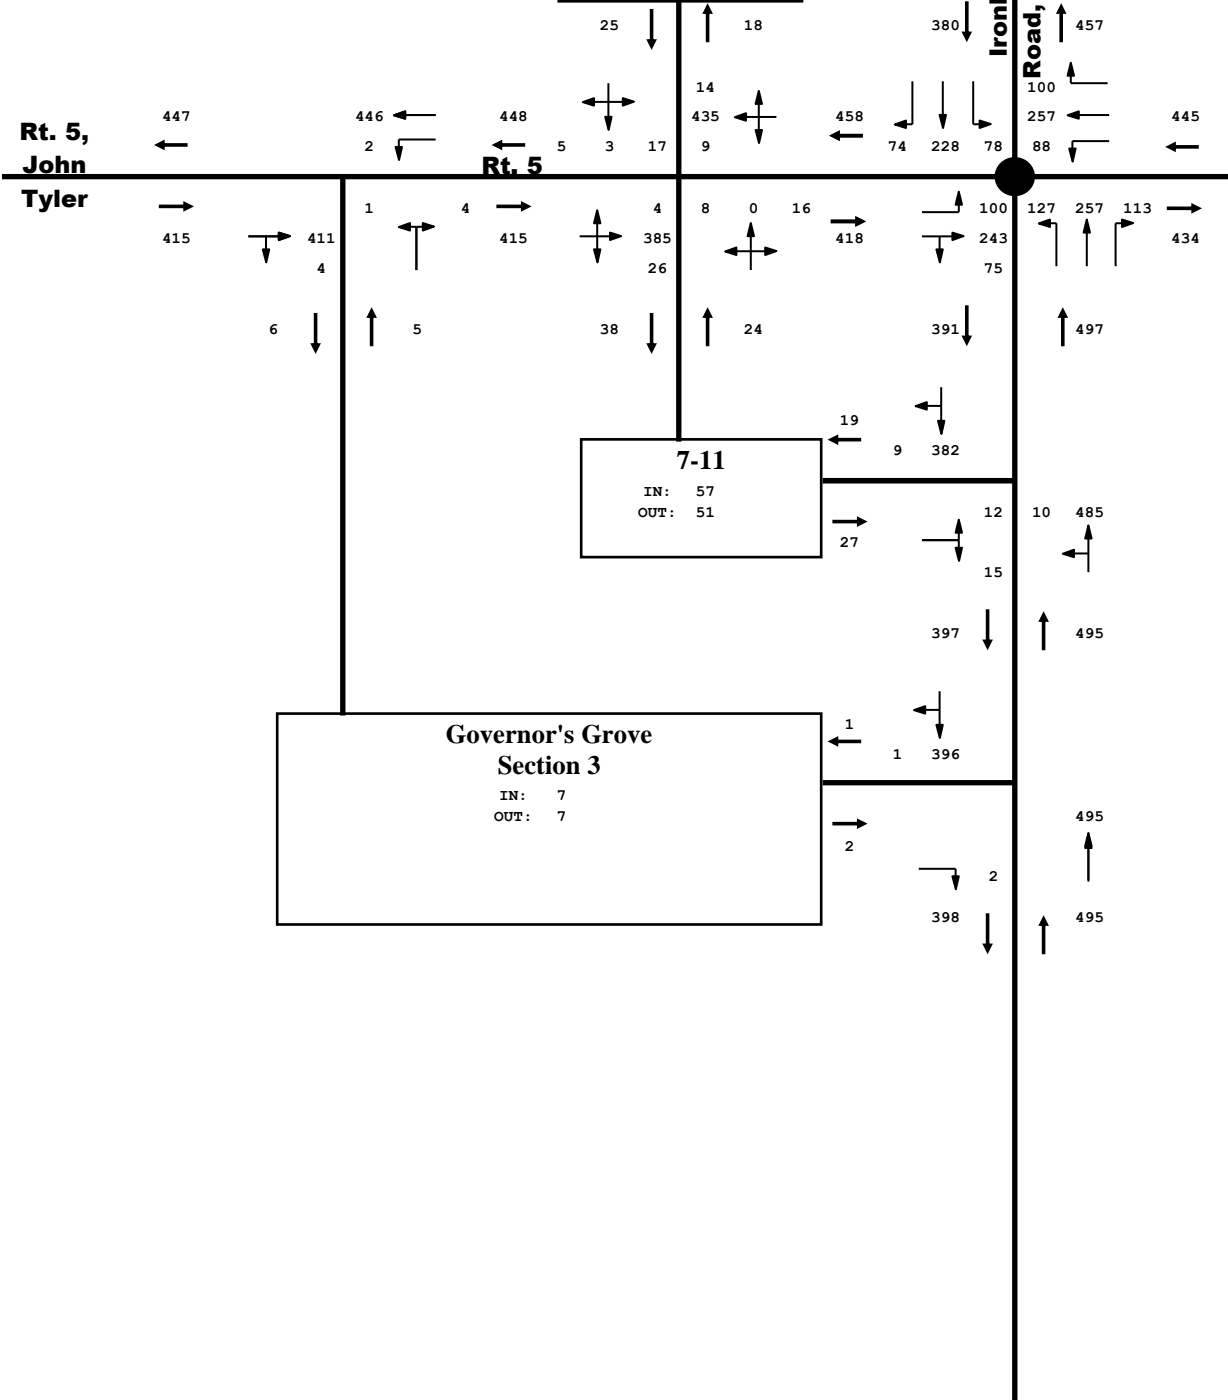 25 18 380 Road, 457
14 100
447 446 448 435 458 257 445
Rt. 5,
2 5 3 17 9 74 228 78 88
John
Rt. 5
Tyler
1 4 4 8 0 16 100 127 257 113
415 411 415 385 418 243 434
4 26 75
6 5 38 24 391 497
19
9 382
7-11
IN: 57
OUT: 51
12 10 485
27
15
397 495
1
Governor's Grove
1 396
Section 3
IN: 7
OUT: 7
495
2
2
398 495